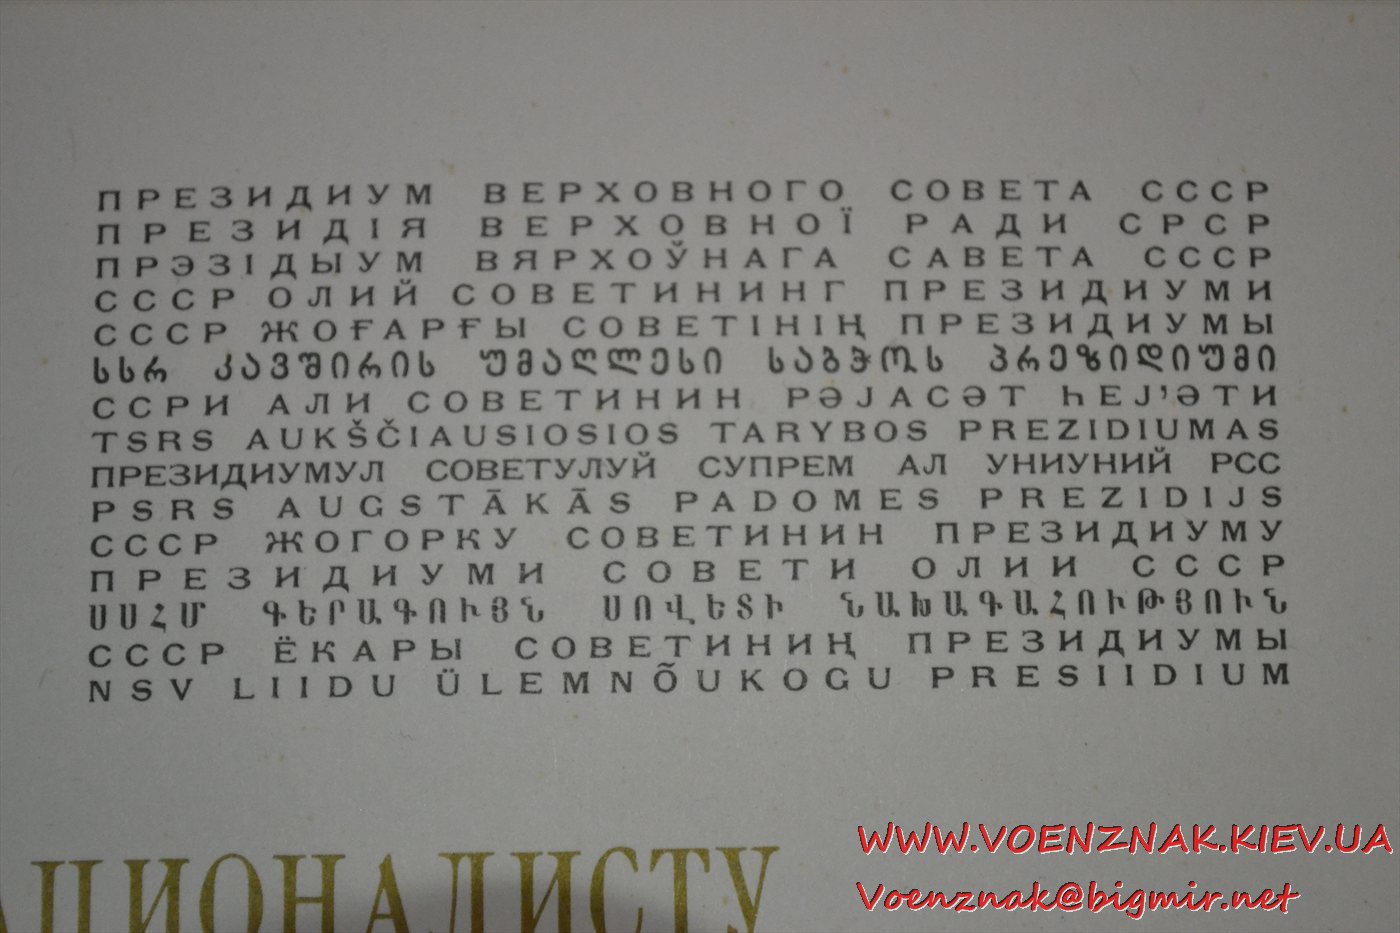 ПРЕЗИДИУМ ВЕРХОВНОГО СОВЕТА СССР
ПРЕЗИДІЯ ВЕРХОВНОЇ РАДИ СРСР
ПРЭЗІДЫУМ ВЯРХОЎНАГА САВЕТА СССР
СССР ОЛИЙ СОВЕТИНИНГ ПРЕЗИДИУМИ
СССР ЖОҒАРҒЫ СОВЕТІНІҢ ПРЕЗИДИУМЫ
სსრ კავშირის უმაღლესი საბჭოს პრეზიდიუმი
ССРИ АЛИ СОВЕТИНИН РӘЈАСӘТ ҺЕЈ’ӘТИ
TSRS AUKŠČIAUSIOSIOS TARYBOS PREZIDIUMAS
ПРЕЗИДИУМУЛ СОВЕТУЛУЙ СУПРЕМ АЛ УНИУНИЙ РСС
PSRS AUGSTĀKĀS PADOMES PREZIDIJS
СССР ЖОГОРКУ СОВЕТИНИН ПРЕЗИДИУМУ
ПРЕЗИДИУМИ СОВЕТИ ОЛИИ СССР
ՍՍՀՄ ԳԵՐԱԳՈՒՅՆ ՍՈՎԵՏԻ ՆԱԽԱԳԱՀՈՒԹՅՈՒՆ
СССР ЁКАРЫ СОВЕТИНИҢ ПРЕЗИДИУМЫ
NSV LIIDU ÜLEMNÕUKOGU PRESIIDIUM
АЦИОНАЛИСТУ
WWW.VOENZNAK.KIEV.UA
Voenznak@bigmir.net